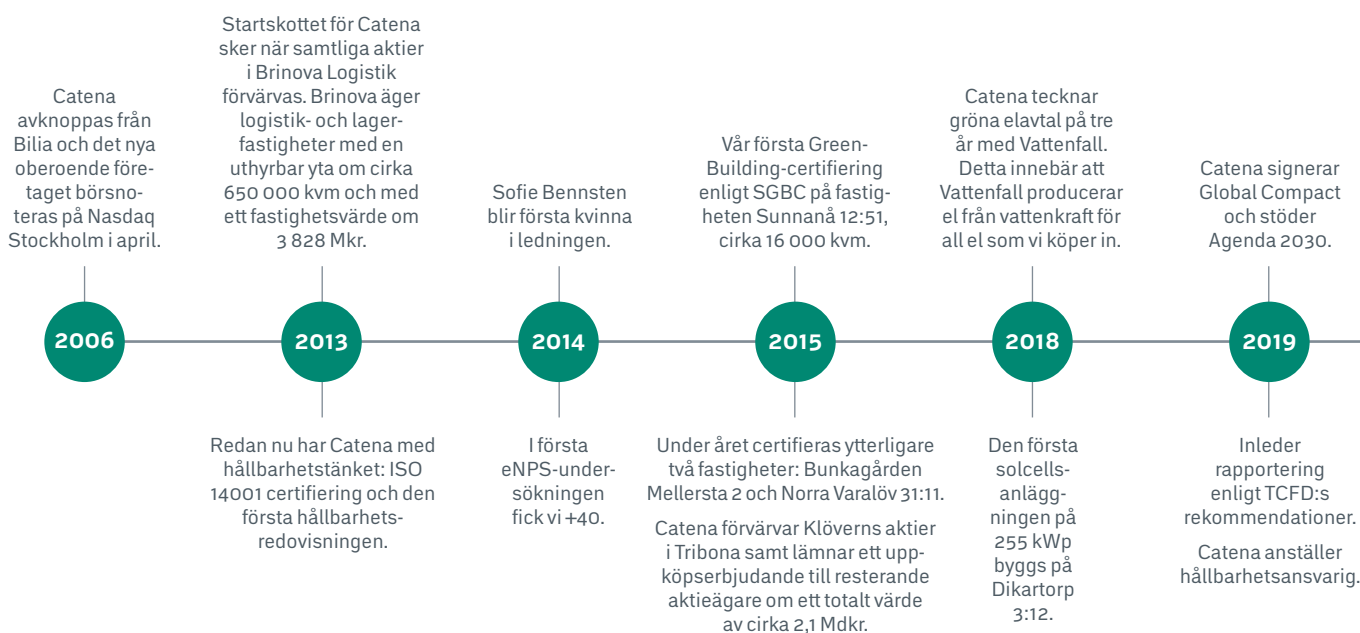 Catena
avknoppas från
Bilia och det nya
oberoende före-
taget börsno-
teras på Nasdaq
Stockholm i april.
Startskottet för Catena
sker när samtliga aktier
i Brinova Logistik
förvärvas. Brinova äger
logistik- och lager-
fastigheter med en
uthyrbar yta om cirka
650 000 kvm och med
ett fastighetsvärde om
3 828 Mkr.
Sofie Bennsten
blir första kvinna
i ledningen.
Vår första Green-
Building-certifiering
enligt SGBC på fastig-
heten Sunnanå 12:51,
cirka 16 000 kvm.
Catena tecknar
gröna elavtal på tre
år med Vattenfall.
Detta innebär att
Vattenfall producerar
el från vattenkraft för
all el som vi köper in.
Catena signerar
Global Compact
och stöder
Agenda 2030.
2006
2013
2014
2015
2018
2019
Redan nu har Catena med
hållbarhetstänket: ISO
14001 certifiering och den
första hållbarhets-
redovisningen.
I första
eNPS-under-
sökningen
fick vi +40.
Under året certifieras ytterligare
två fastigheter: Bunkagården
Mellersta 2 och Norra Varalöv 31:11.
Catena förvärvar Klöverns aktier
i Tribona samt lämnar ett upp-
köpserbjudande till resterande
aktieägare om ett totalt värde
av cirka 2,1 Mdkr.
Den första
solcells-
anlägg-
ningen på
255 kWp
byggs på
Dikartorp
3:12.
Inleder
rapportering
enligt TCFD:s
rekommendationer.
Catena anställer
hållbarhetsansvarig.